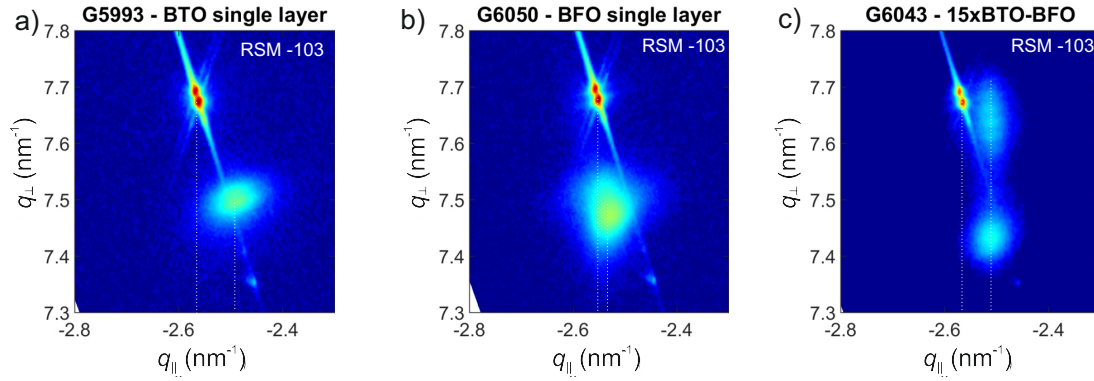 a) G5993 - BTO single layer
RSM -103
7.8
7.7
7.6
7.5
7.4
7.3
q⊥ (nm⁻¹)
-2.8
-2.6
-2.4
q|| (nm⁻¹)
b) G6050 - BFO single layer
RSM -103
7.8
7.7
7.6
7.5
7.4
7.3
q⊥ (nm⁻¹)
-2.8
-2.6
-2.4
q|| (nm⁻¹)
c) G6043 - 15xBTO-BFO
RSM -103
7.8
7.7
7.6
7.5
7.4
7.3
q⊥ (nm⁻¹)
-2.8
-2.6
-2.4
q|| (nm⁻¹)